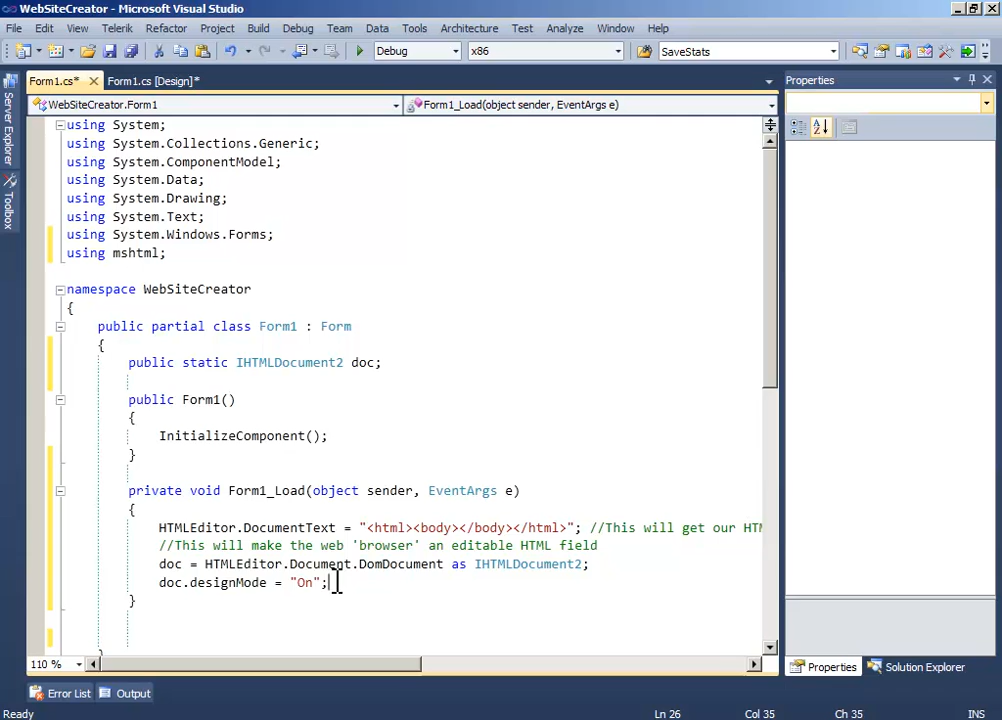 WebSiteCreator - Microsoft Visual Studio
File Edit View Telerik Refactor Project Build Debug Team Data Tools Architecture Test Analyze Window Help
Debug x86 SaveStats
Form1.cs* Form1.cs [Design]* Properties
WebSiteCreator.Form1 Form1_Load(object sender, EventArgs e)
Server Explorer
Toolbox
using System;
using System.Collections.Generic;
using System.ComponentModel;
using System.Data;
using System.Drawing;
using System.Text;
using System.Windows.Forms;
using mshtml;
namespace WebSiteCreator
{
public partial class Form1 : Form
{
public static IHTMLDocument2 doc;
public Form1()
{
InitializeComponent();
}
private void Form1_Load(object sender, EventArgs e)
{
HTMLEditor.DocumentText = "<html><body></body></html>"; //This will get our HTM
//This will make the web 'browser' an editable HTML field
doc = HTMLEditor.Document.DomDocument as IHTMLDocument2;
doc.designMode = "On";
}
}
110 %
Properties Solution Explorer
Error List Output
Ready Ln 26 Col 35 Ch 35 INS